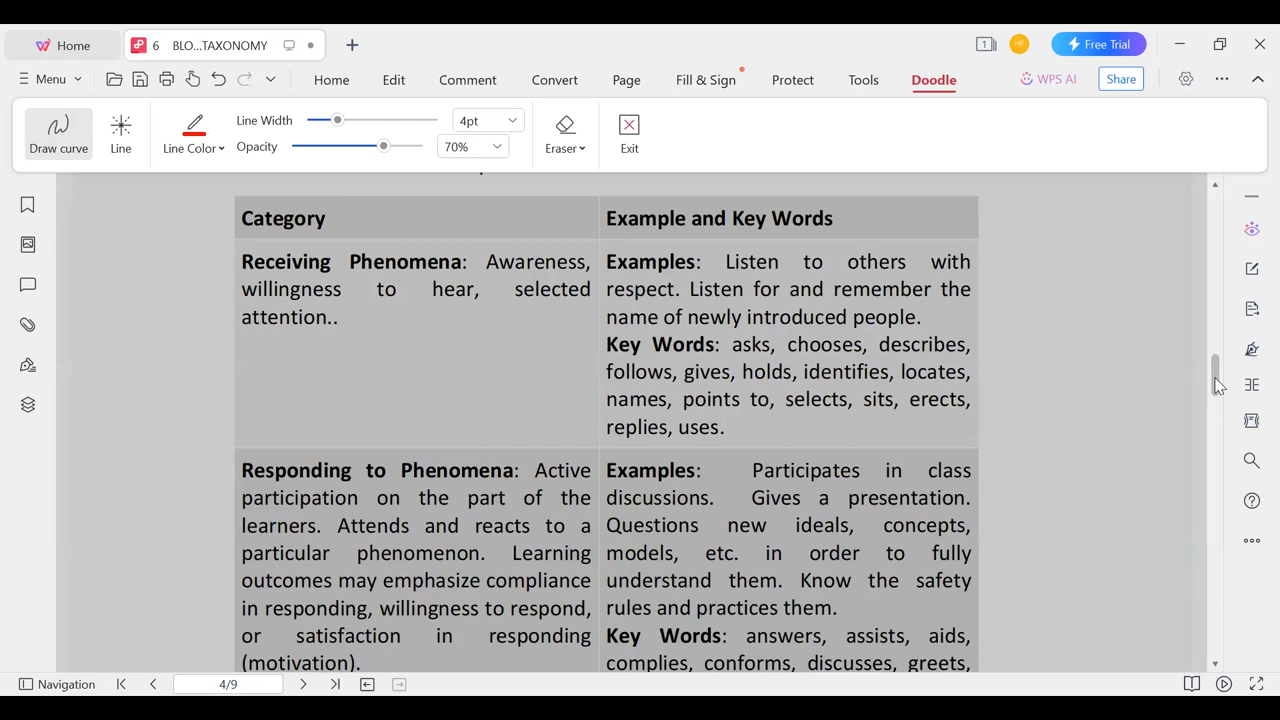 Home
6 BLO...TAXONOMY
1
HF
Free Trial
Menu
Home
Edit
Comment
Convert
Page
Fill & Sign
Protect
Tools
Doodle
WPS AI
Share
Draw curve
Line
Line Color
Line Width
4pt
Opacity
70%
Eraser
Exit
Category
Example and Key Words
Receiving Phenomena: Awareness,
willingness to hear, selected
attention..
Examples: Listen to others with
respect. Listen for and remember the
name of newly introduced people.
Key Words: asks, chooses, describes,
follows, gives, holds, identifies, locates,
names, points to, selects, sits, erects,
replies, uses.
Responding to Phenomena: Active
participation on the part of the
learners. Attends and reacts to a
particular phenomenon. Learning
outcomes may emphasize compliance
in responding, willingness to respond,
or satisfaction in responding
(motivation).
Examples: Participates in class
discussions. Gives a presentation.
Questions new ideals, concepts,
models, etc. in order to fully
understand them. Know the safety
rules and practices them.
Key Words: answers, assists, aids,
complies, conforms, discusses, greets,
Navigation
4/9